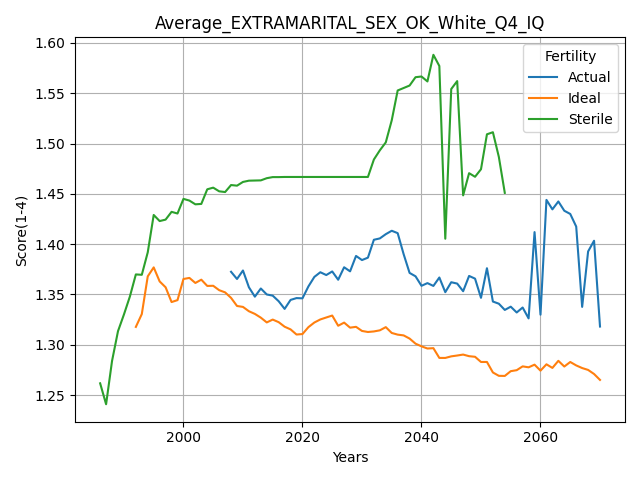 Average_EXTRAMARITAL_SEX_OK_White_Q4_IQ
Fertility
Actual
Ideal
Sterile
Score(1-4)
1.60
1.55
1.50
1.45
1.40
1.35
1.30
1.25
2000
2020
2040
2060
Years